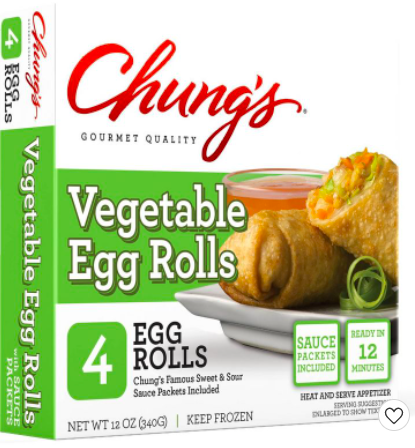 4
EGG
ROLLS
Chung's
Vegetable Egg Rolls
with SAUCE
PACKETS
Chung's
GOURMET QUALITY
Vegetable
Egg Rolls
4
EGG
ROLLS
Chung's Famous Sweet & Sour
Sauce Packets Included
SAUCE
PACKETS
INCLUDED
READY IN
12
MINUTES
HEAT AND SERVE APPETIZER
SERVING
ENLARGED TO SHOW
NET WT 12 OZ (340G) | KEEP FROZEN